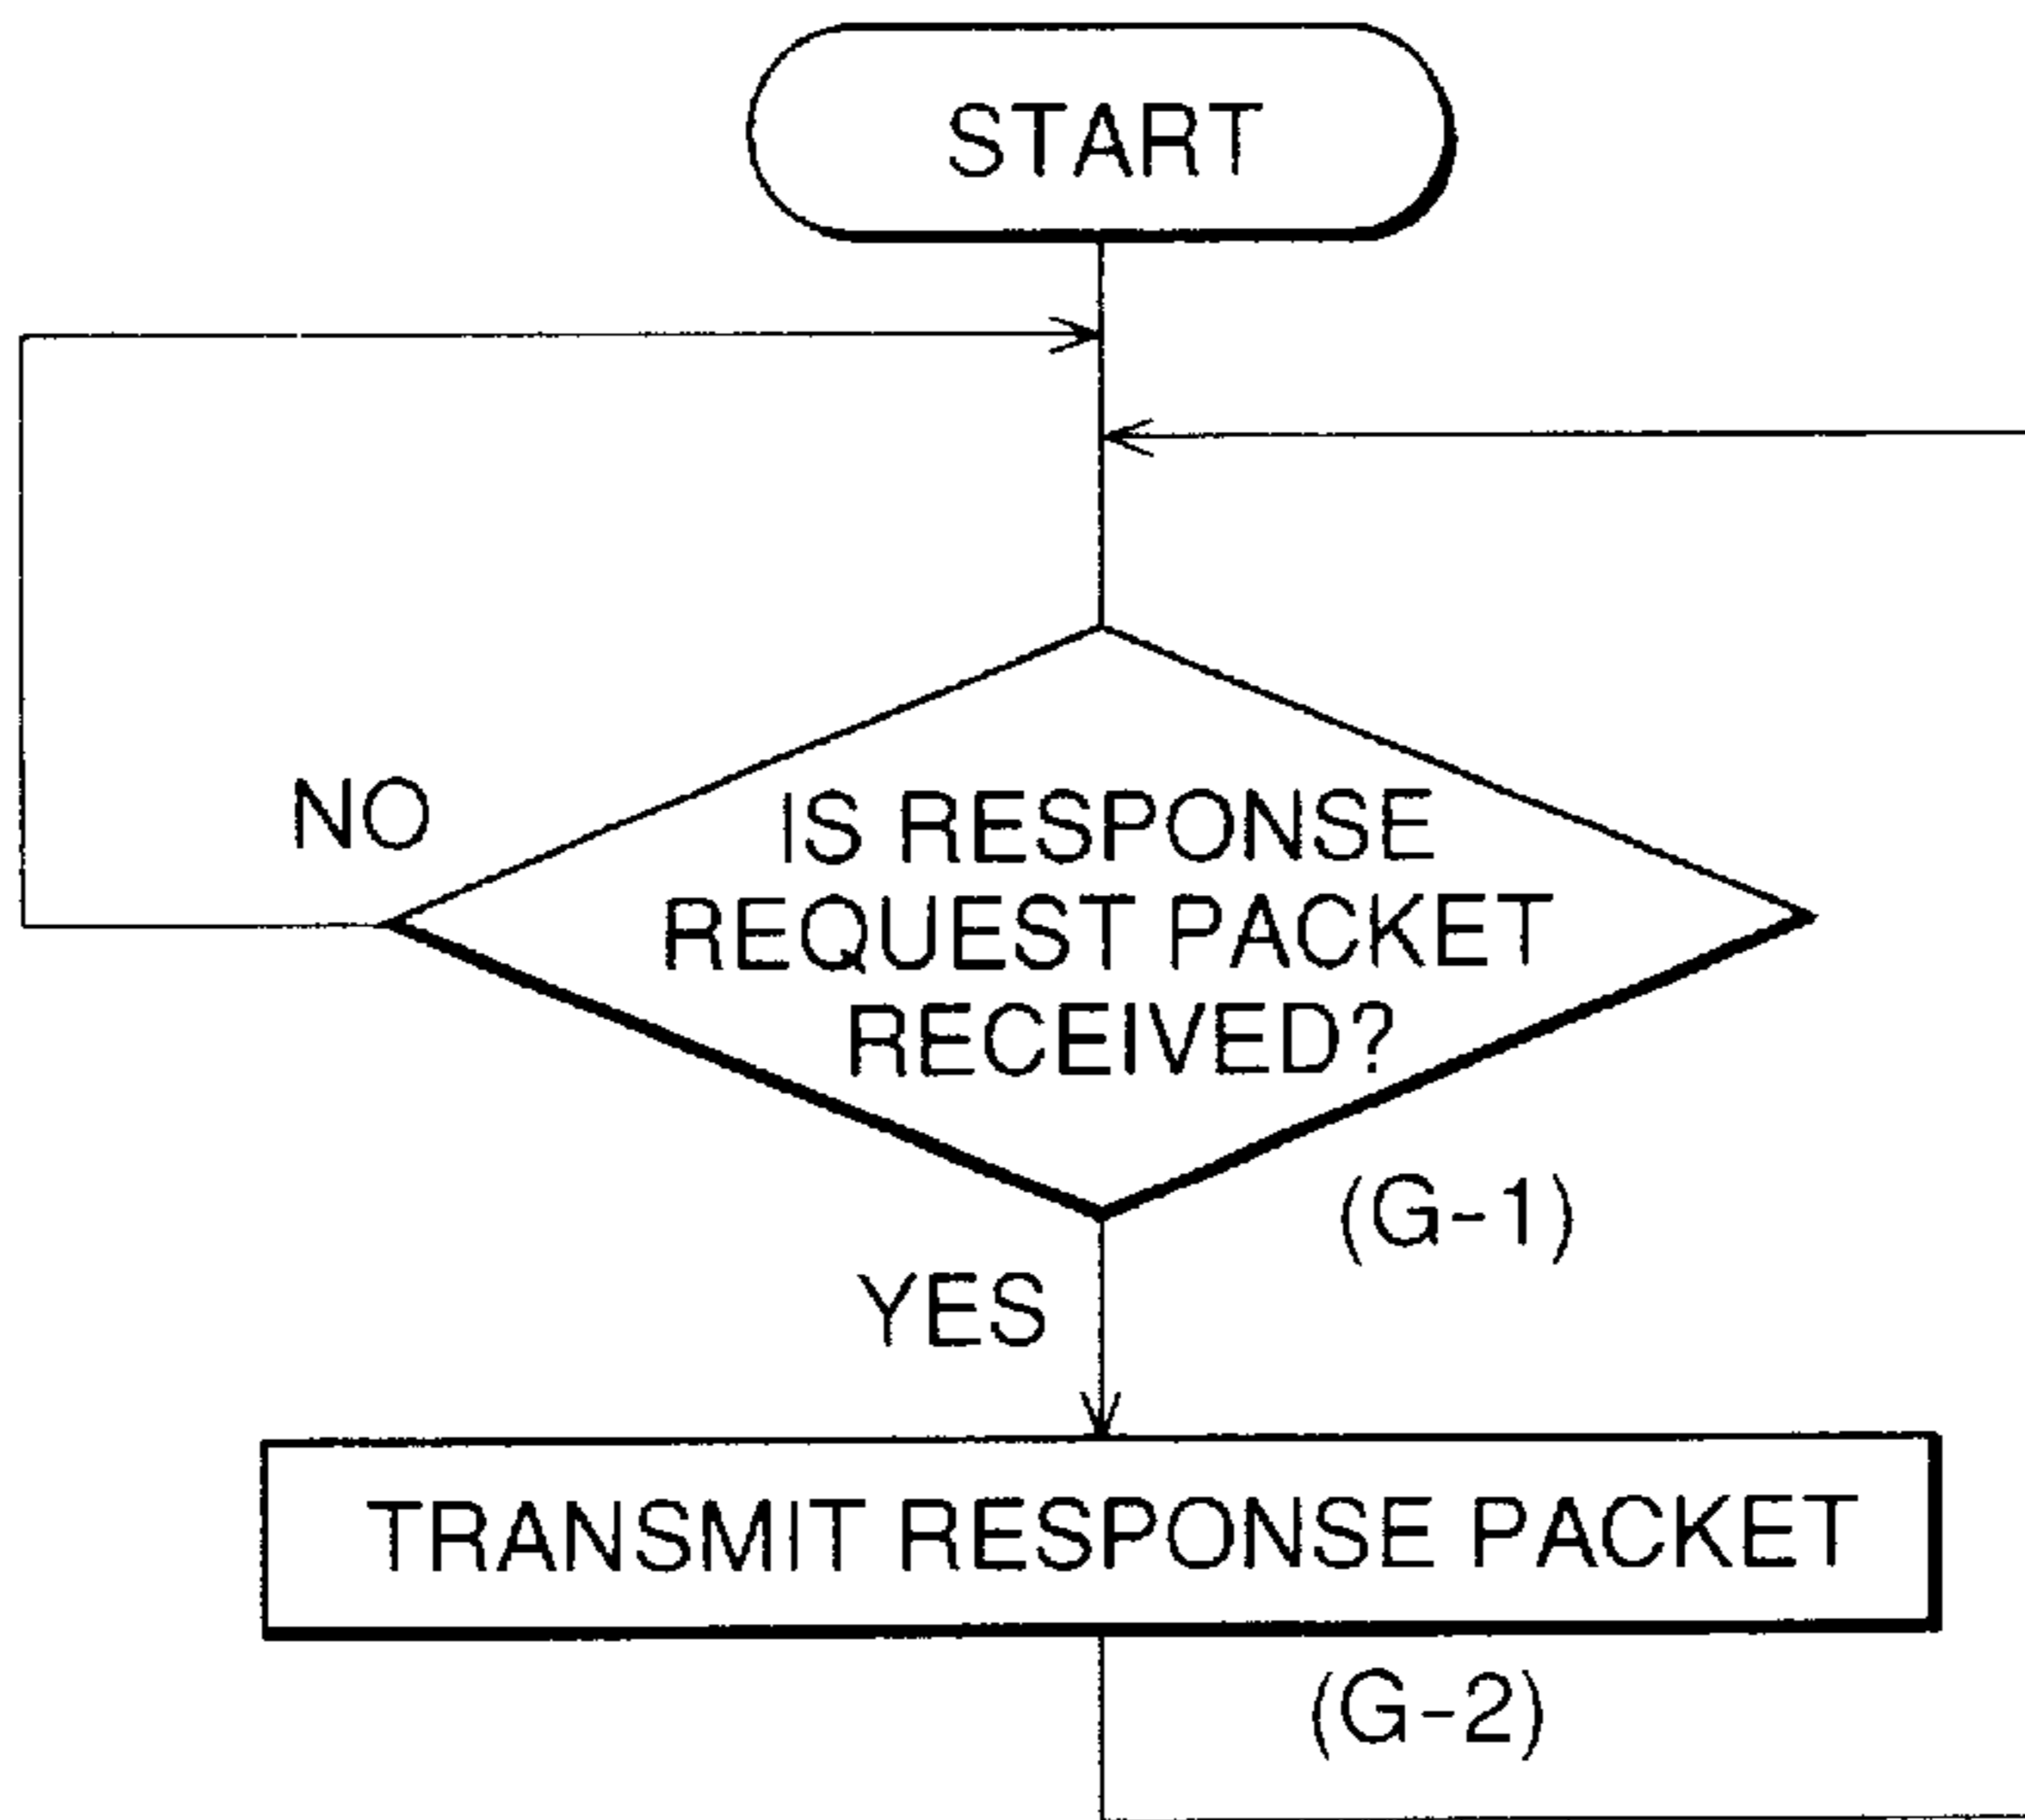 START
NO
IS RESPONSE
REQUEST PACKET
RECEIVED?
(G-1)
YES
TRANSMIT RESPONSE PACKET
(G-2)